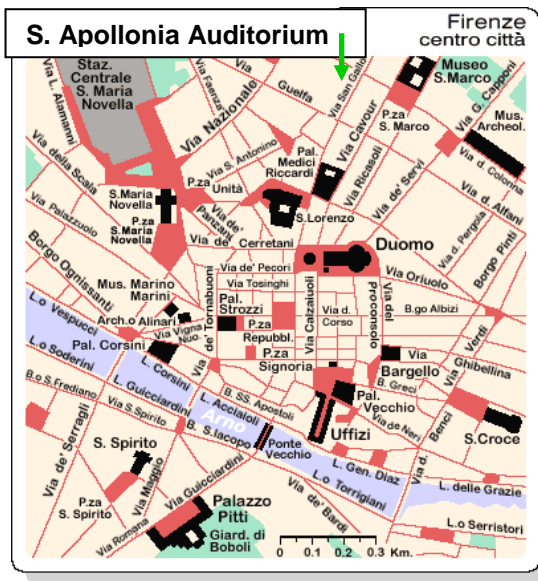 S. Apollonia Auditorium
Firenze
centro città
Staz.
Centrale
S. Maria
Novella
Via L. Alamanni
Via Faenza
Via Nazionale
Guelfa
Via
Via San Gallo
Via Cavour
Museo
S.Marco
P.za
S. Marco
Via G. Capponi
Mus.
Archeol.
Via d. Colonna
Via della Scala
Via S. Antonino
Pal.
Medici
Riccardi
Via Ricasoli
Via de' Servi
Via d. Alfani
Via Palazzuolo
S.Maria
Novella
P.za
Unità
Via de'
Panzani
S.Lorenzo
Via d. Pergola
Borgo Pinti
P.za
S. Maria
Novella
Via de' Cerretani
Duomo
Borgo Ognissanti
Via de' Pecori
Via Oriuolo
Mus. Marino
Marini
Via de' Tornabuoni
Via Tosinghi
Via Calzaiuoli
Via del
Proconsolo
L.o Vespucci
Arch.o Alinari
Via Vigna
Nuo.
Pal.
Strozzi
P.za
Repubbl.
Via d.
Corso
B.go Albizi
Via Verdi
L.o Soderini
Pal. Corsini
L. Corsini
Via
P.za
Signoria
Via
Ghibellina
Bargello
B.o S.Frediano
L. Guicciardini
L. Acciaioli
B. SS. Apostoli
B. Greci
Pal.
Vecchio
Via de Neri
Via d. Benci
S.Croce
Via S.Spirito
Arno
B. S.Iacopo
Uffizi
Via de' Serragli
S. Spirito
Via Maggio
Ponte
Vecchio
L. Gen. Diaz
L. delle Grazie
P.za
S. Spirito
Via Guicciardini
L.o Torrigiani
Via de' Bardi
Palazzo
Pitti
L.o Serristori
Via Romana
Giard. di
Boboli
0 0.1 0.2 0.3 Km.